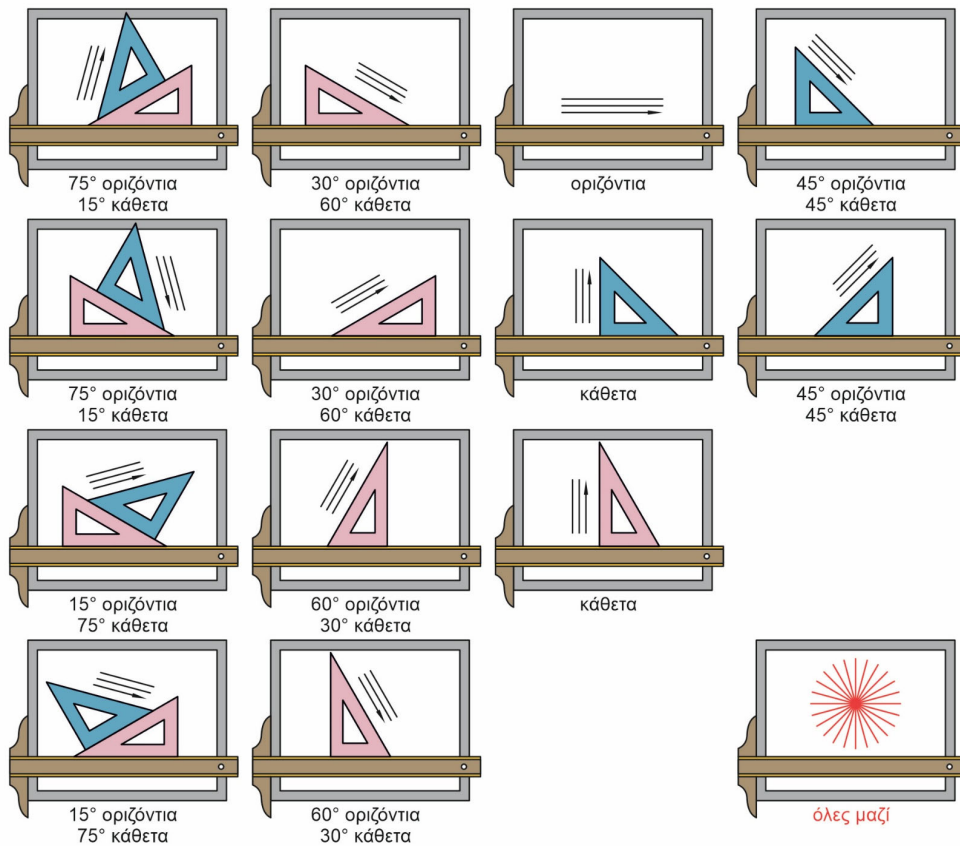 75° οριζόντια
15° κάθετα
30° οριζόντια
60° κάθετα
οριζόντια
45° οριζόντια
45° κάθετα
75° οριζόντια
15° κάθετα
30° οριζόντια
60° κάθετα
κάθετα
45° οριζόντια
45° κάθετα
15° οριζόντια
75° κάθετα
60° οριζόντια
30° κάθετα
κάθετα
15° οριζόντια
75° κάθετα
60° οριζόντια
30° κάθετα
όλες μαζί